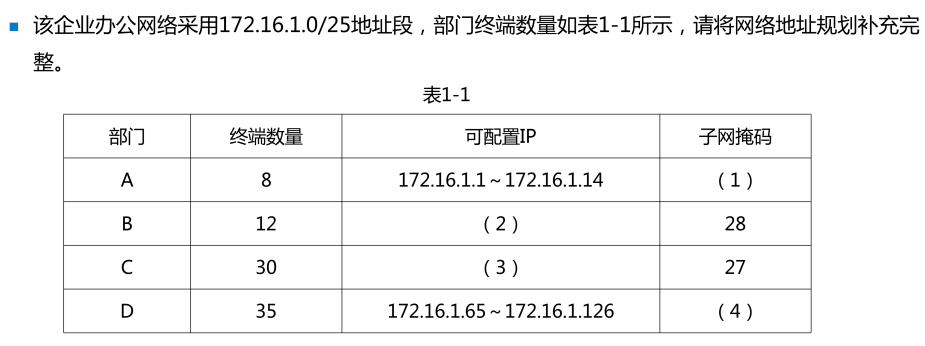 该企业办公网络采用172.16.1.0/25地址段，部门终端数量如表1-1所示，请将网络地址规划补充完
整。
表1-1
部门 终端数量 可配置IP 子网掩码
A 8 172.16.1.1～172.16.1.14 （1）
B 12 （2） 28
C 30 （3） 27
D 35 172.16.1.65～172.16.1.126 （4）